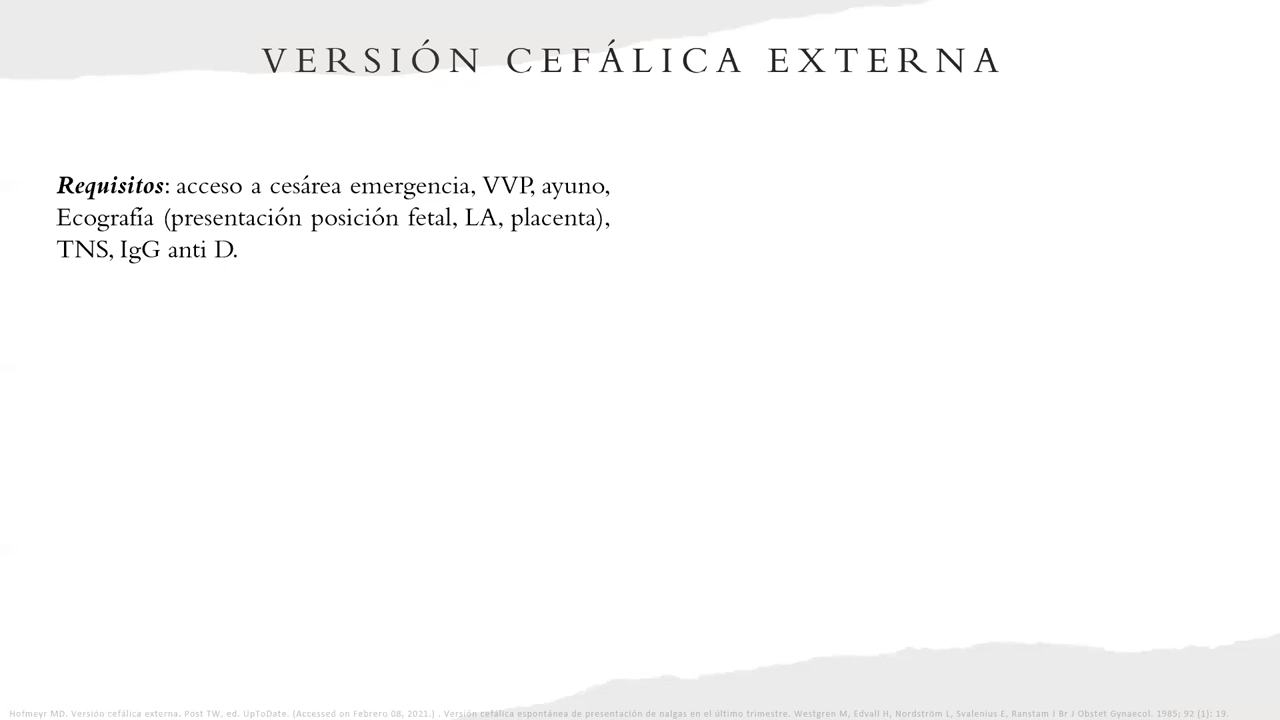 VERSIÓN CEFÁLICA EXTERNA
Requisitos: acceso a cesárea emergencia, VVP, ayuno,
Ecografía (presentación posición fetal, LA, placenta),
TNS, IgG anti D.
Hofmeyr MD. Versión cefálica externa. Post TW, ed. UpToDate. (Accessed on Febrero 08, 2021.) . Versión cefálica espontánea de presentación de nalgas en el último trimestre. Westgren M, Edvall H, Nordström L, Svalenius E, Ranstam J Br J Obstet Gynaecol. 1985; 92 (1): 19.